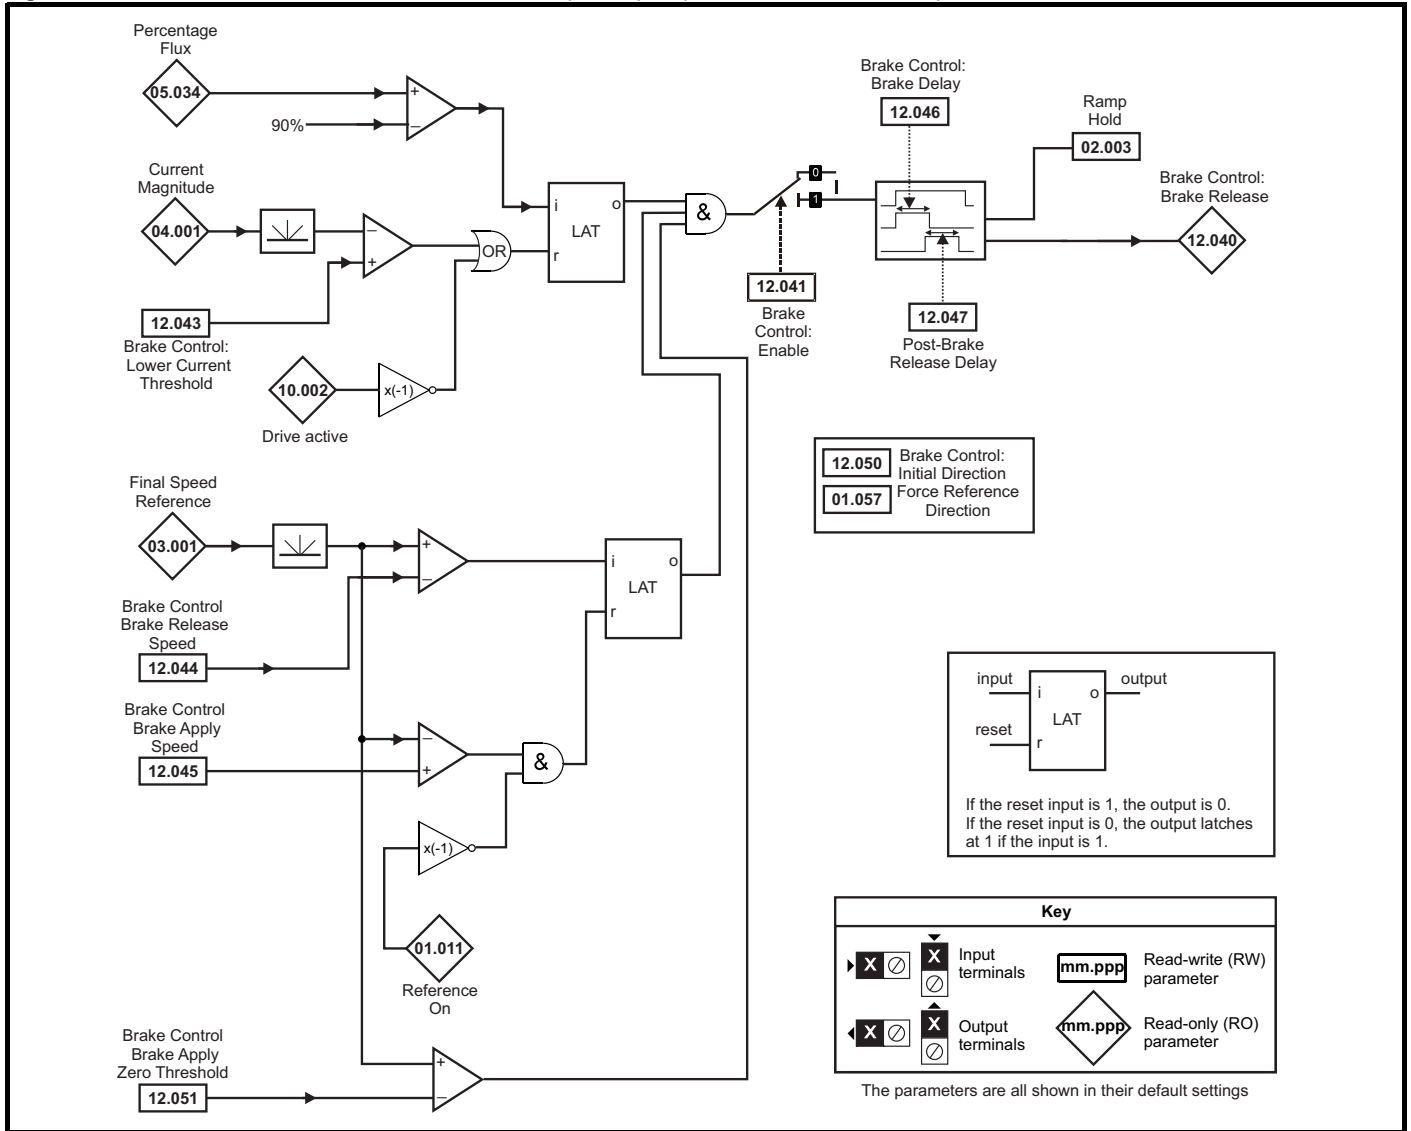 Percentage
Flux
05.034
90%
Current
Magnitude
04.001
12.043
Brake Control:
Lower Current
Threshold
10.002
Drive active
x(-1)
OR
i
o
LAT
r
&
0
1
12.041
Brake
Control:
Enable
Brake Control:
Brake Delay
12.046
12.047
Post-Brake
Release Delay
Ramp
Hold
02.003
Brake Control:
Brake Release
12.040
12.050
Brake Control:
Initial Direction
01.057
Force Reference
Direction
Final Speed
Reference
03.001
Brake Control
Brake Release
Speed
12.044
Brake Control
Brake Apply
Speed
12.045
i
o
LAT
r
&
x(-1)
01.011
Reference
On
Brake Control
Brake Apply
Zero Threshold
12.051
input
i
o
output
LAT
reset
r
If the reset input is 1, the output is 0.
If the reset input is 0, the output latches
at 1 if the input is 1.
Key
X
X
Input
terminals
mm.ppp
Read-write (RW)
parameter
X
X
Output
terminals
mm.ppp
Read-only (RO)
parameter
The parameters are all shown in their default settings